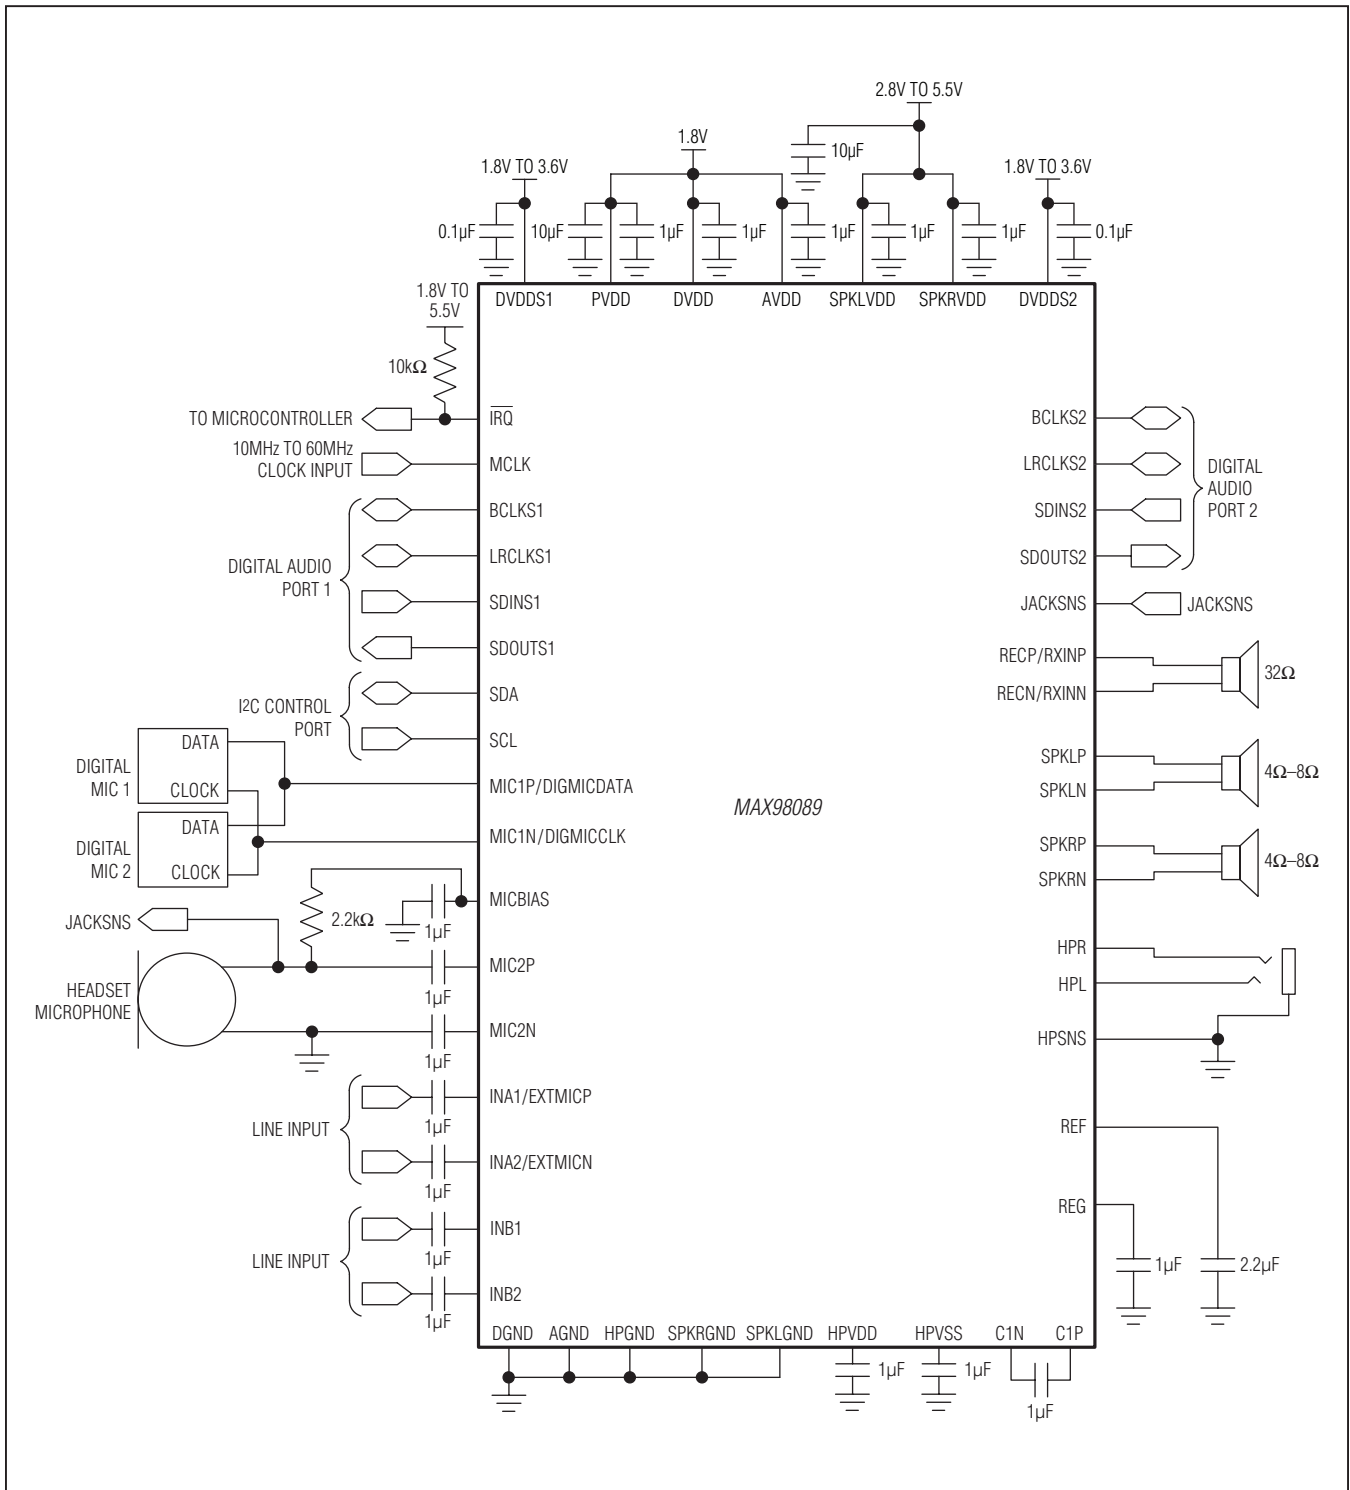 2.8V TO 5.5V
1.8V
10µF
1.8V TO 3.6V
1.8V TO 3.6V
0.1µF
10µF
1µF
1µF
1µF
1µF
1µF
0.1µF
1.8V TO
5.5V
DVDDS1
PVDD
DVDD
AVDD
SPKLVDD
SPKRVDD
DVDDS2
10kΩ
TO MICROCONTROLLER
IRQ
10MHz TO 60MHz
CLOCK INPUT
MCLK
BCLKS1
LRCLKS1
DIGITAL AUDIO
PORT 1
SDINS1
SDOUTS1
I²C CONTROL
PORT
SDA
SCL
DIGITAL
MIC 1
DATA
CLOCK
MIC1P/DIGMICDATA
DIGITAL
MIC 2
DATA
CLOCK
MIC1N/DIGMICCLK
MICBIAS
1µF
2.2kΩ
JACKSNS
HEADSET
MICROPHONE
MIC2P
1µF
MIC2N
1µF
LINE INPUT
INA1/EXTMICP
1µF
INA2/EXTMICN
1µF
LINE INPUT
INB1
1µF
INB2
1µF
MAX98089
BCLKS2
LRCLKS2
SDINS2
SDOUTS2
DIGITAL
AUDIO
PORT 2
JACKSNS
JACKSNS
RECP/RXINP
RECN/RXINN
32Ω
SPKLP
SPKLN
4Ω–8Ω
SPKRP
SPKRN
4Ω–8Ω
HPR
HPL
HPSNS
REF
REG
1µF
2.2µF
DGND
AGND
HPGND
SPKRGND
SPKLGND
HPVDD
HPVSS
C1N
C1P
1µF
1µF
1µF